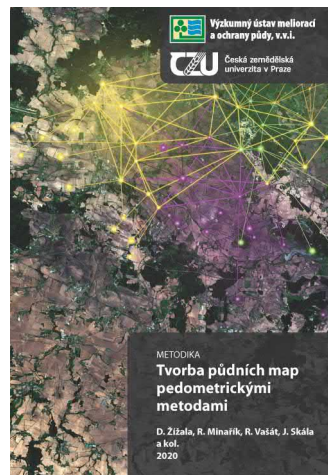 Výzkumný ústav meliorací
a ochrany půdy, v.v.i.
ČZU
Česká zemědělská
univerzita v Praze
METODIKA
Tvorba půdních map
pedometrickými
metodami
D. Žížala, R. Minařík, R. Vašát, J. Skála
a kol.
2020